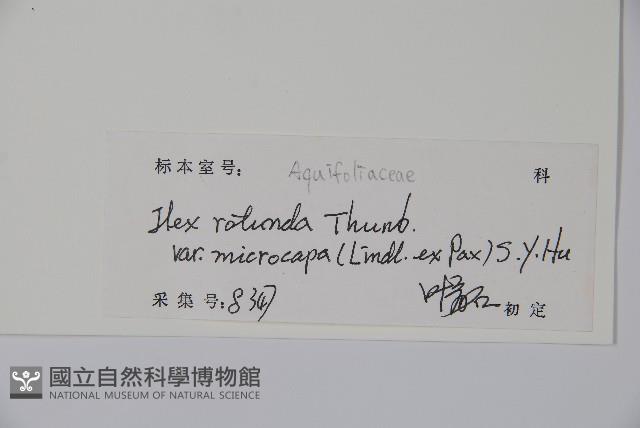 标本室号: Aquifoliaceae 科
Ilex rotunda Thunb.
var. microcapa (Lindl. ex Pax) S.Y. Hu
采集号: 8347 初定
國立自然科學博物館
NATIONAL MUSEUM OF NATURAL SCIENCE